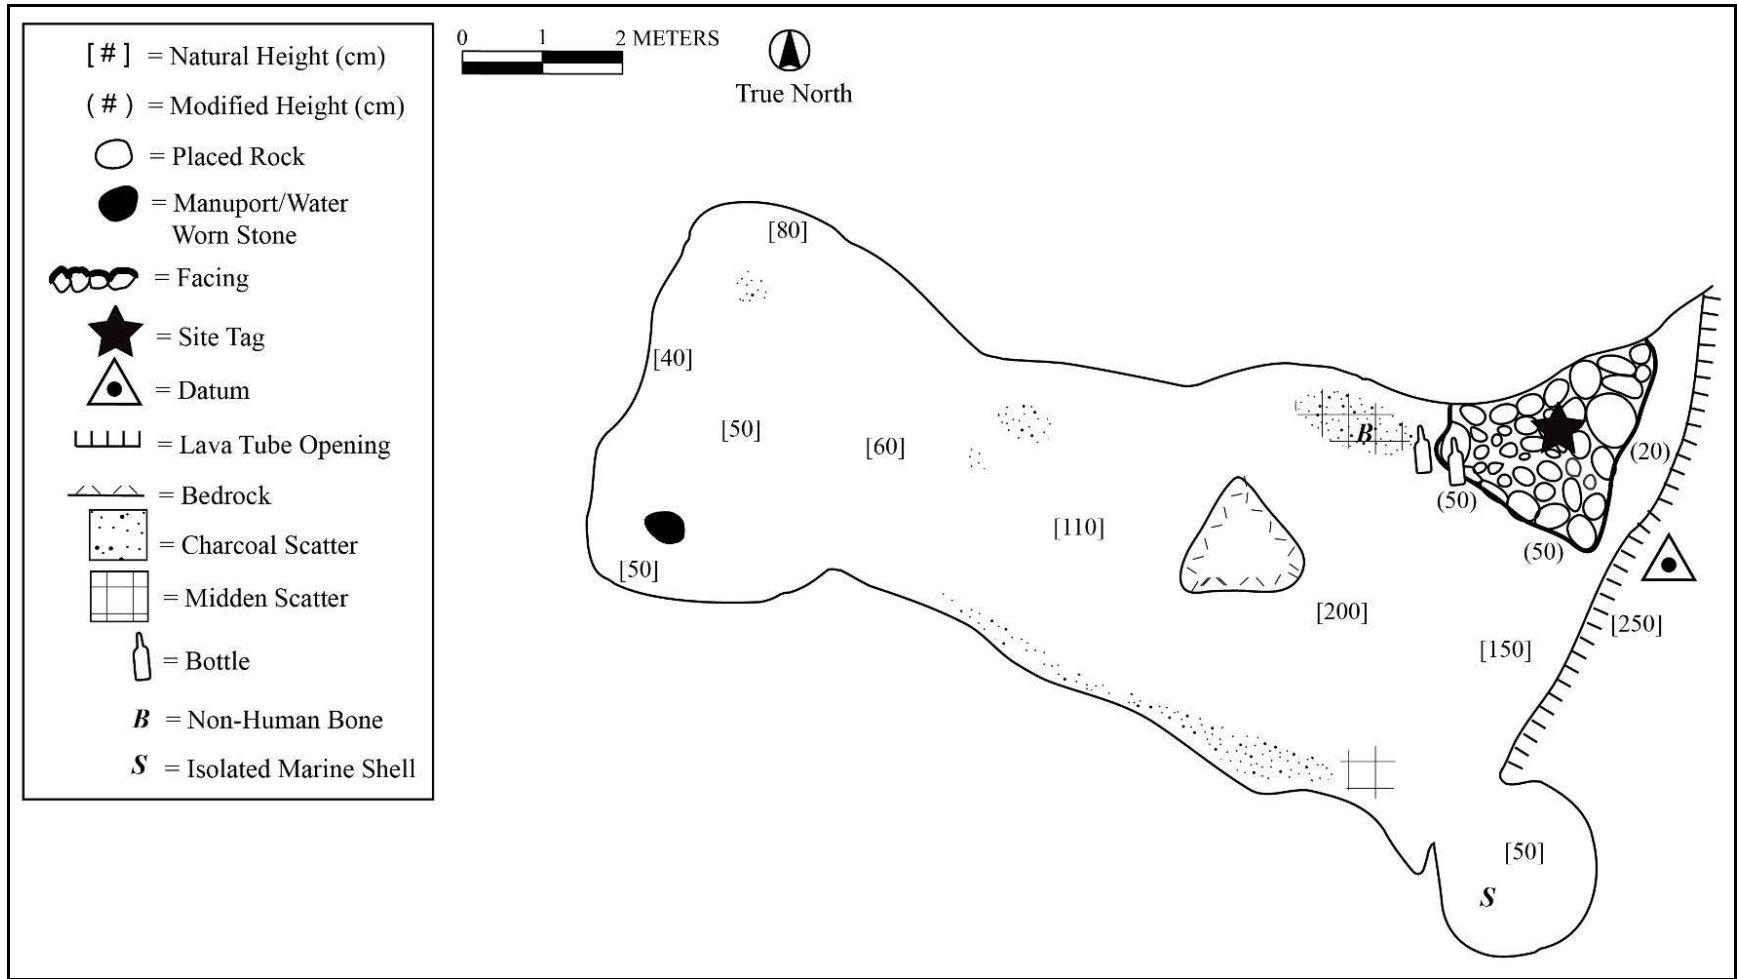 [#] = Natural Height (cm)
(#) = Modified Height (cm)
= Placed Rock
= Manuport/Water
Worn Stone
= Facing
= Site Tag
= Datum
= Lava Tube Opening
= Bedrock
= Charcoal Scatter
= Midden Scatter
= Bottle
B = Non-Human Bone
S = Isolated Marine Shell
0 1 2 METERS
True North
[80]
[40]
[50]
[60]
B
(20)
(50)
[110]
(50)
[50]
[200]
[250]
[150]
[50]
S